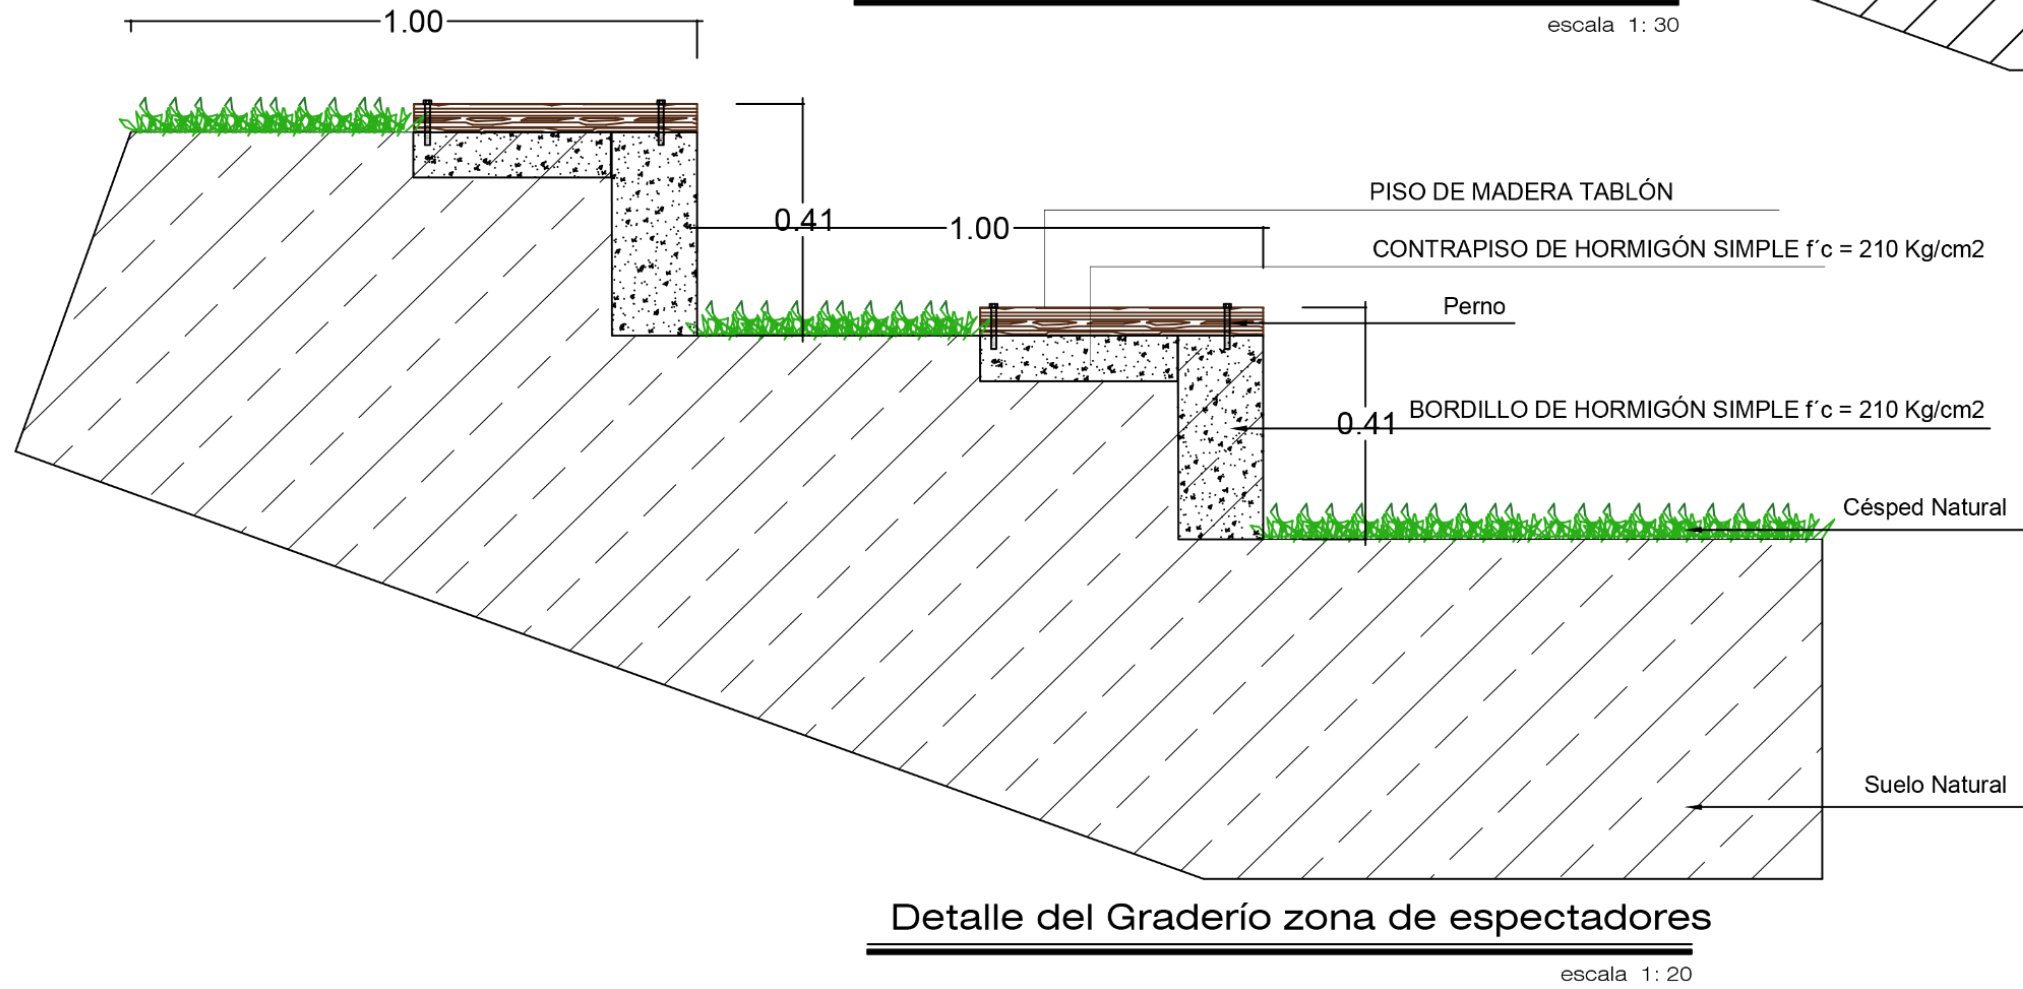 1.00
escala 1: 30
PISO DE MADERA TABLÓN
0.41
1.00
CONTRAPISO DE HORMIGÓN SIMPLE f´c = 210 Kg/cm2
Perno
0.41
BORDILLO DE HORMIGÓN SIMPLE f´c = 210 Kg/cm2
Césped Natural
Suelo Natural
Detalle del Graderío zona de espectadores
escala 1: 20